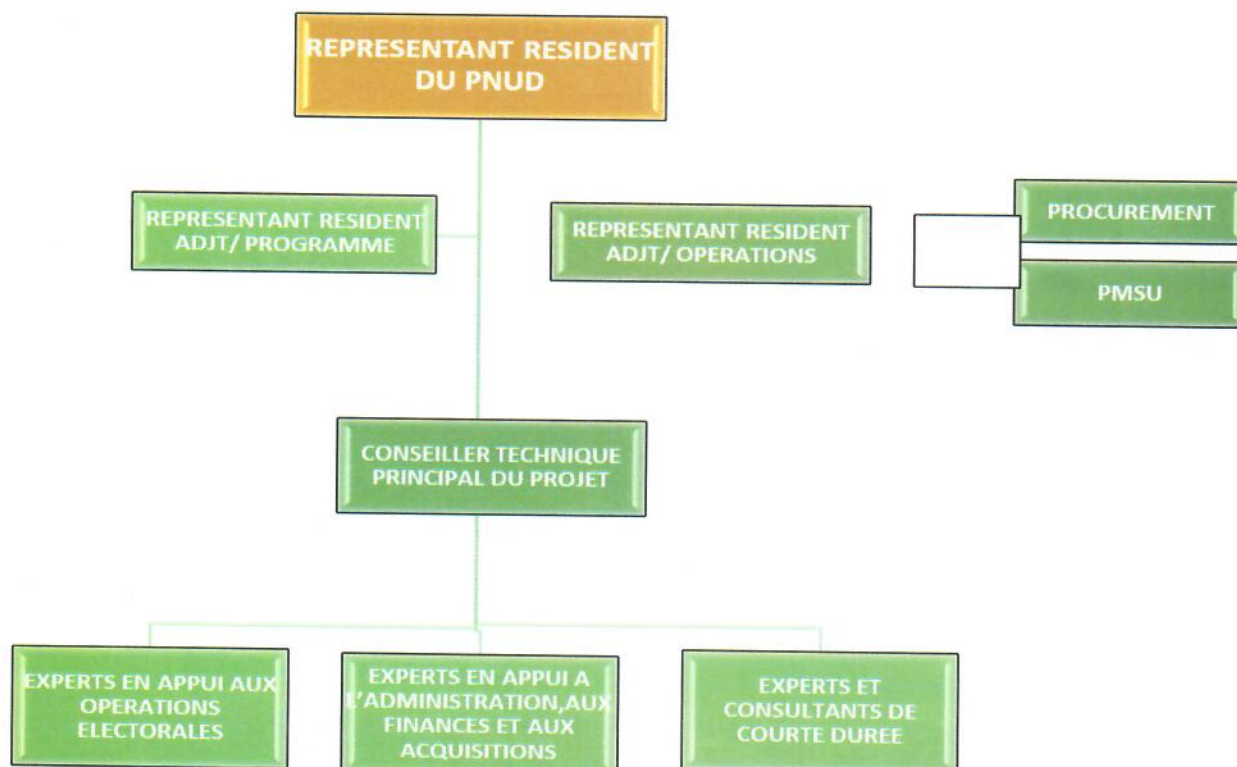 REPRESENTANT RESIDENT
DU PNUD
REPRESENTANT RESIDENT
ADJT/ PROGRAMME
REPRESENTANT RESIDENT
ADJT/ OPERATIONS
PROCUREMENT
PMSU
CONSEILLER TECHNIQUE
PRINCIPAL DU PROJET
EXPERTS EN APPUI AUX
OPERATIONS
ELECTORALES
EXPERTS EN APPUI A
L'ADMINISTRATION,AUX
FINANCES ET AUX
ACQUISITIONS
EXPERTS ET
CONSULTANTS DE
COURTE DUREE